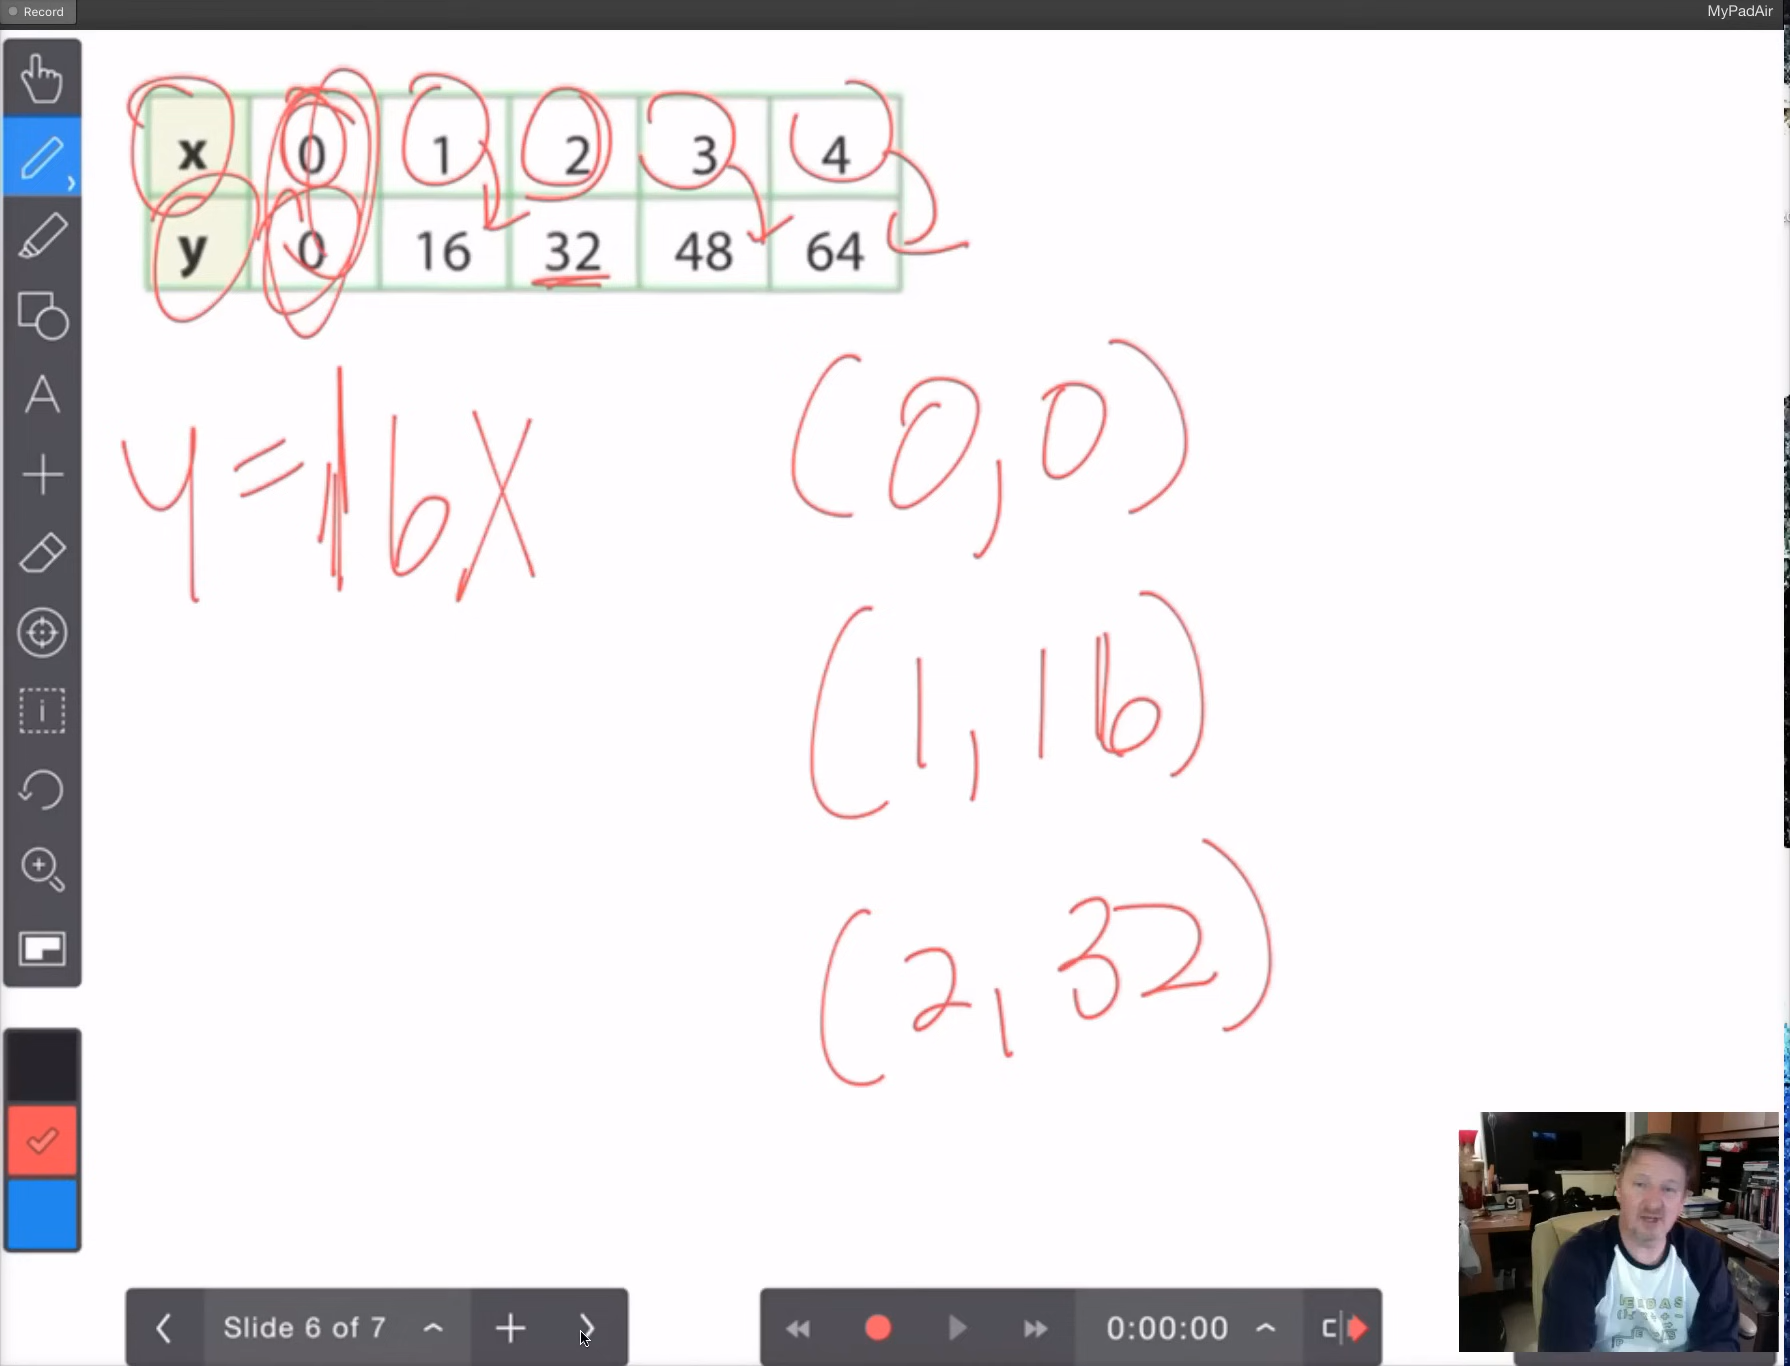 Record
MyPadAir
x 0 1 2 3 4
y 0 16 32 48 64
y=16x
(0,0)
(1,16)
(2,32)
A
Slide 6 of 7
0:00:00